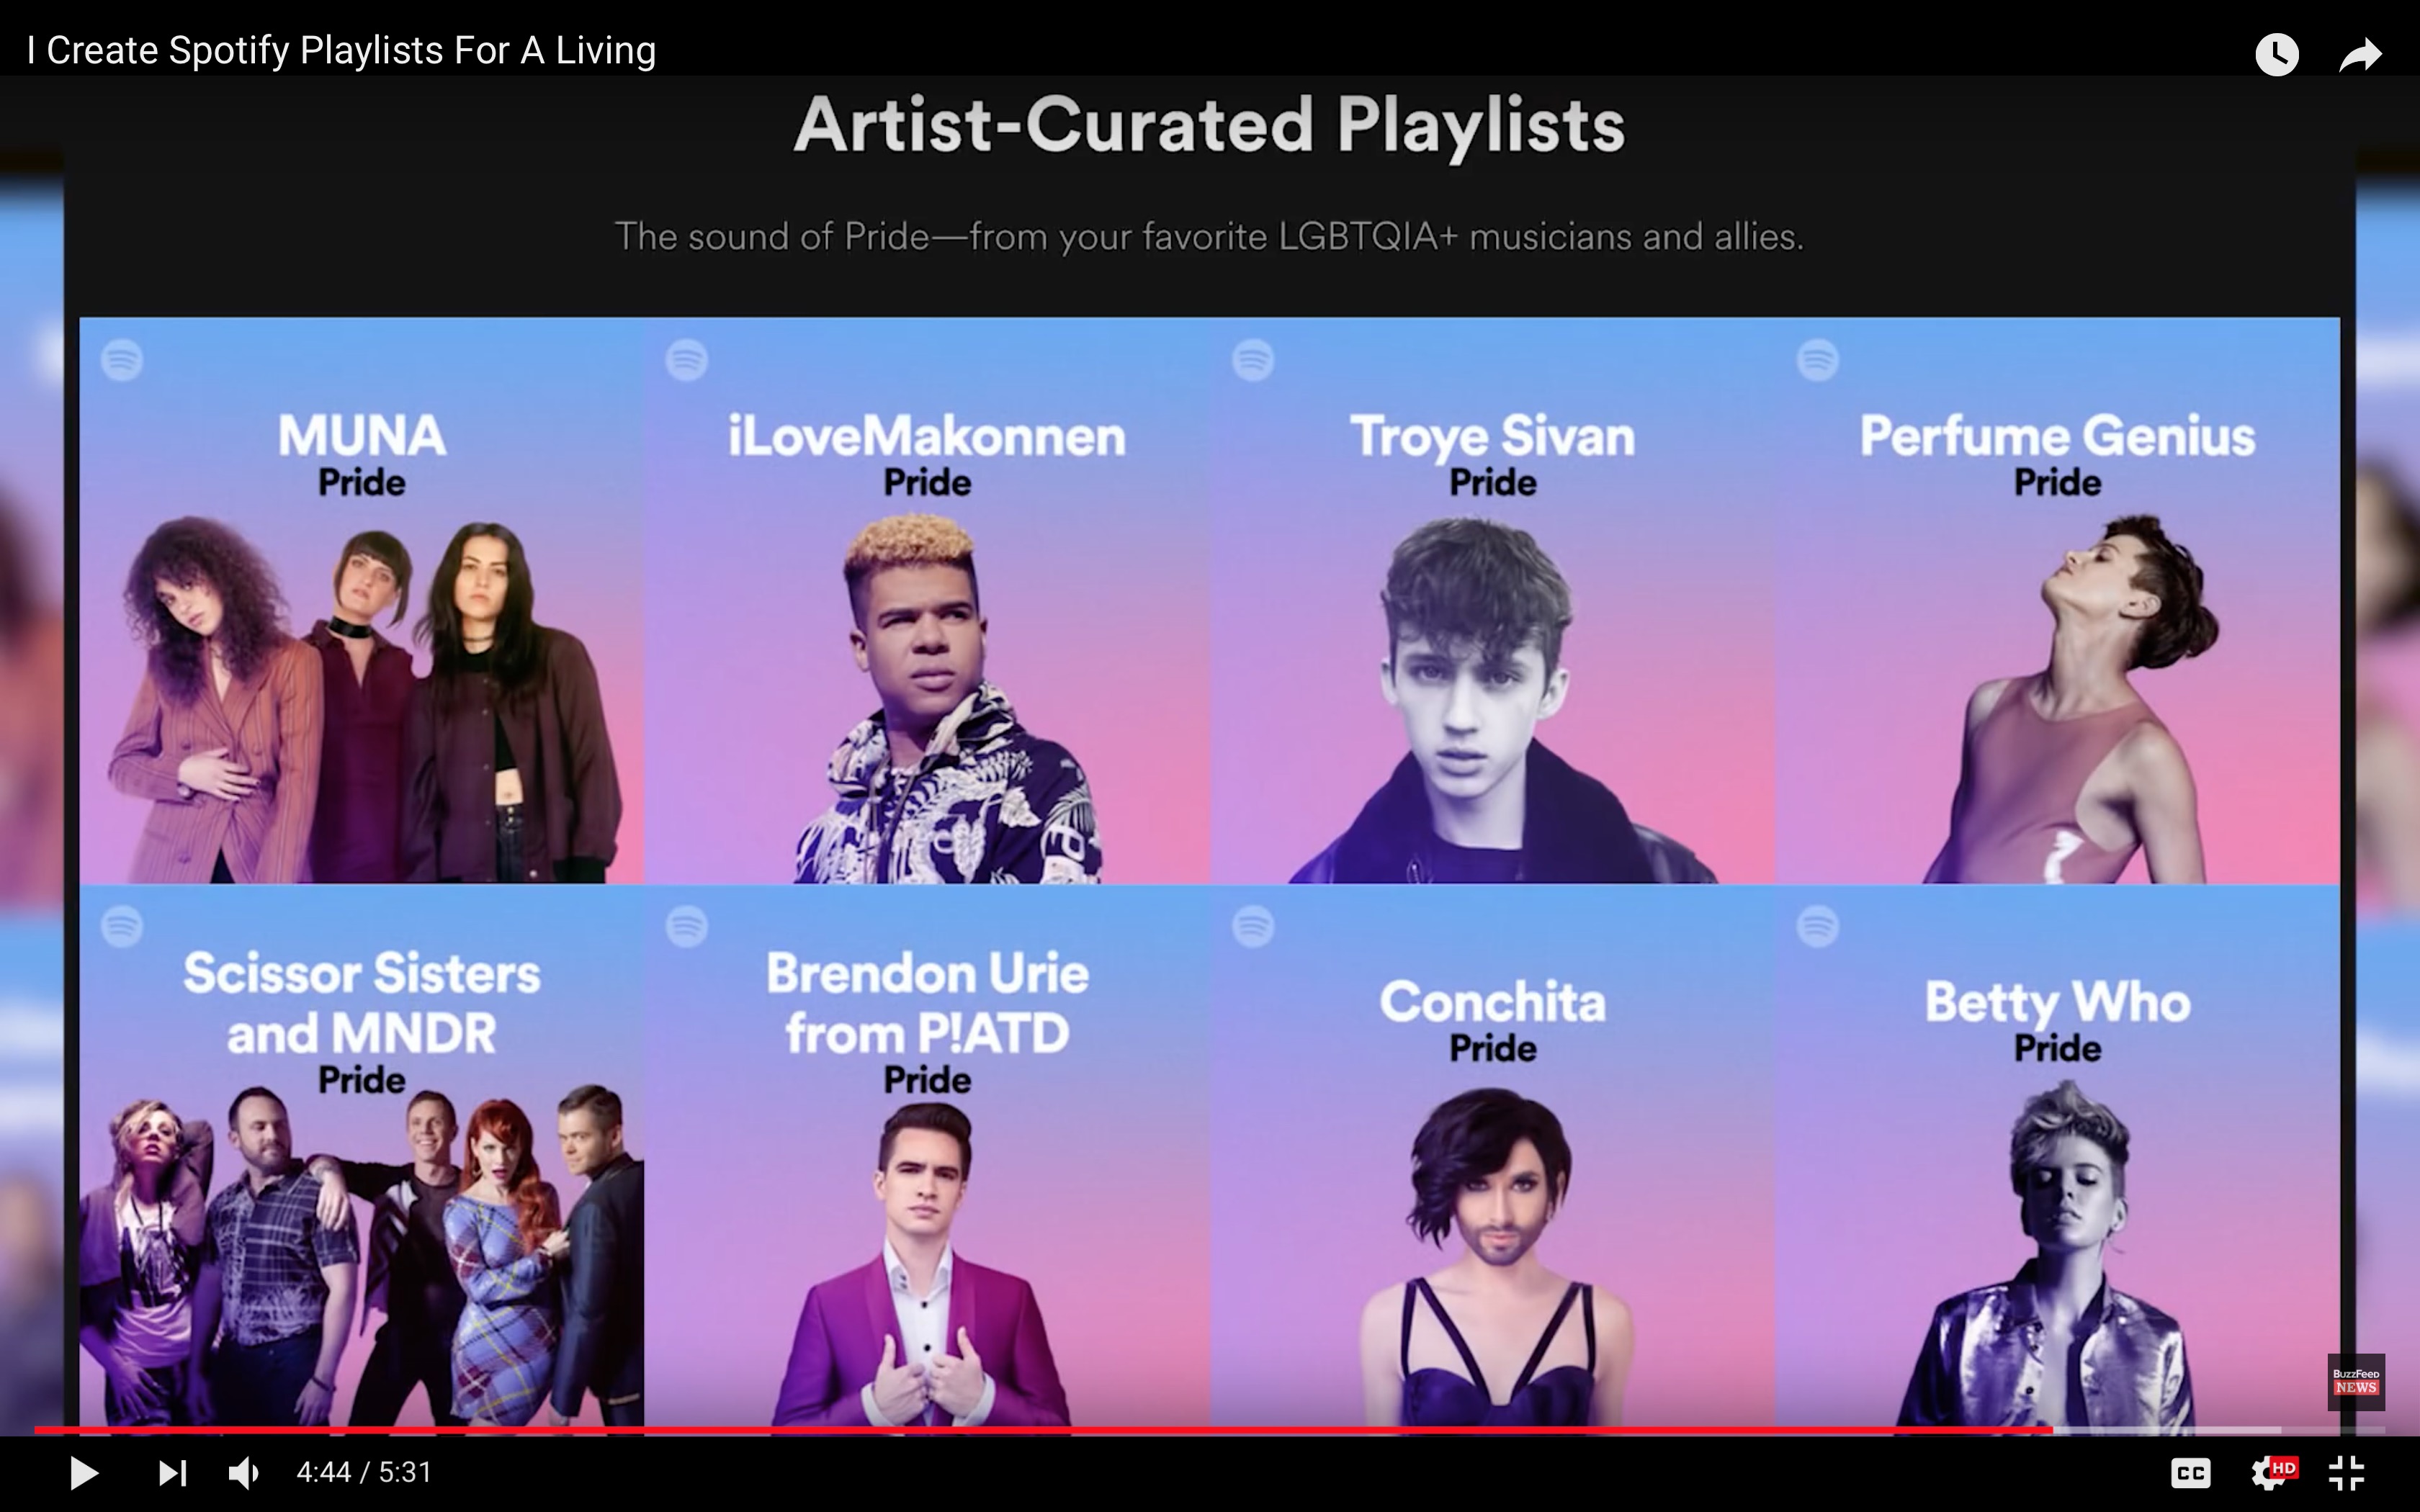 I Create Spotify Playlists For A Living
Artist-Curated Playlists
The sound of Pride—from your favorite LGBTQIA+ musicians and allies.
MUNA
Pride
iLoveMakonnen
Pride
Troye Sivan
Pride
Perfume Genius
Pride
Scissor Sisters
and MNDR
Pride
Brendon Urie
from P!ATD
Pride
Conchita
Pride
Betty Who
Pride
BuzzFeed
NEWS
4:44 / 5:31
CC
HD